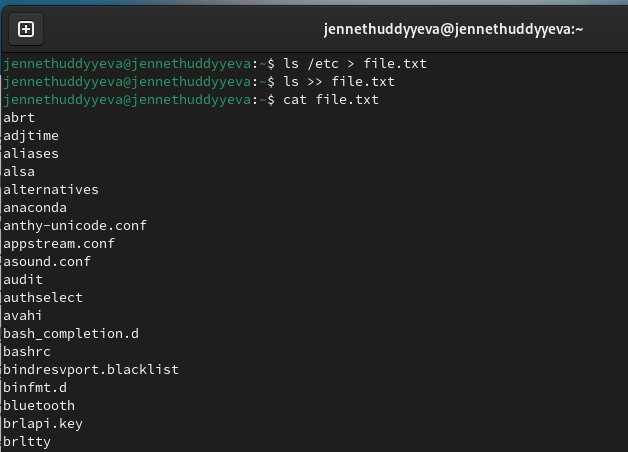 jennethuddyyeva@jennethuddyyeva:~
jennethuddyyeva@jennethuddyyeva:~$ ls /etc > file.txt
jennethuddyyeva@jennethuddyyeva:~$ ls >> file.txt
jennethuddyyeva@jennethuddyyeva:~$ cat file.txt
abrt
adjtime
aliases
alsa
alternatives
anaconda
anthy-unicode.conf
appstream.conf
asound.conf
audit
authselect
avahi
bash_completion.d
bashrc
bindresvport.blacklist
binfmt.d
bluetooth
brlapi.key
brltty